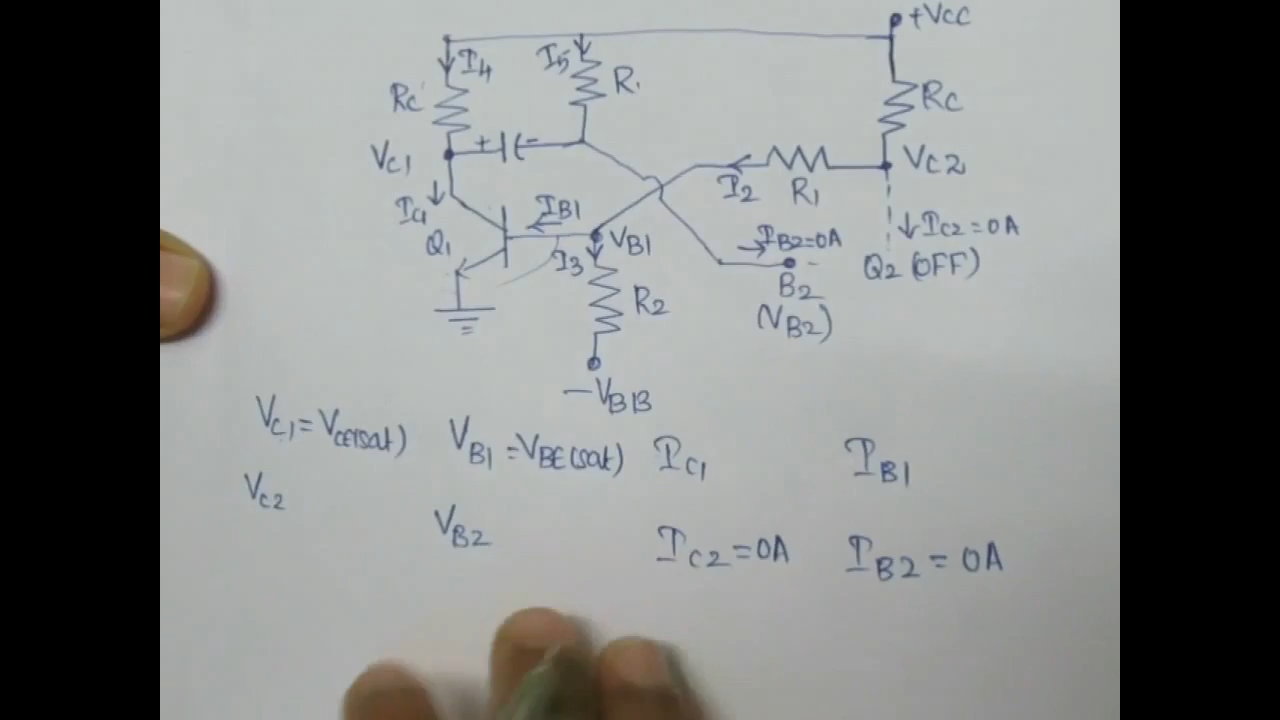 +VCC
I4
I5
RC
R
RC
+
-
VC1
VC2
I2
R1
IC1
IB1
IC2=0A
Q1
VB1
I3
IB2=0A
Q2 (OFF)
B2
R2
(VB2)
-VBB
VC1=VCE(sat) VB1=VBE(sat) IC1 IB1
VC2 VB2 IC2=0A IB2=0A